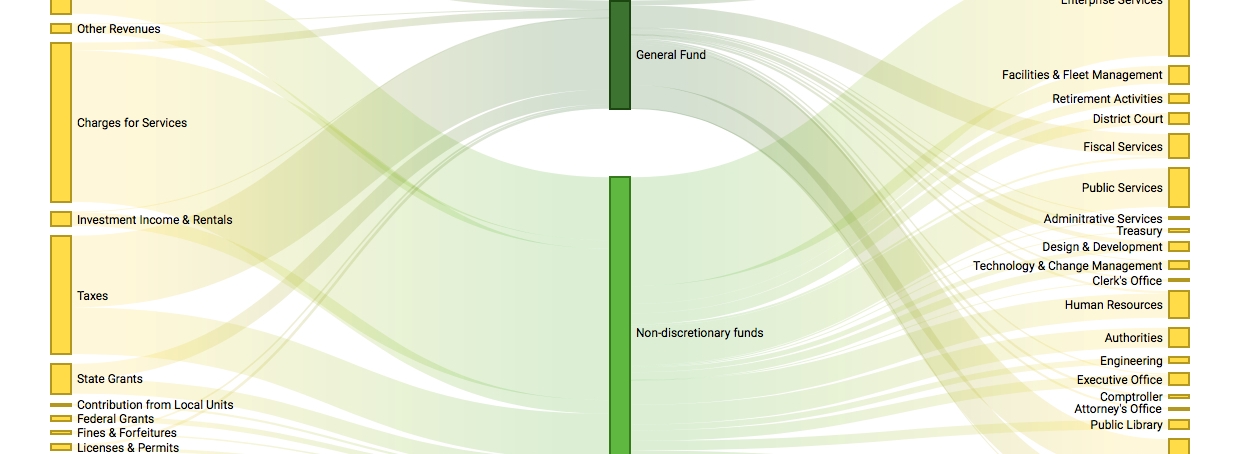 Other Revenues
Charges for Services
Investment Income & Rentals
Taxes
State Grants
Contribution from Local Units
Federal Grants
Fines & Forfeitures
Licenses & Permits
General Fund
Non-discretionary funds
Enterprise Services
Facilities & Fleet Management
Retirement Activities
District Court
Fiscal Services
Public Services
Adminitrative Services
Treasury
Design & Development
Technology & Change Management
Clerk's Office
Human Resources
Authorities
Engineering
Executive Office
Comptroller
Attorney's Office
Public Library